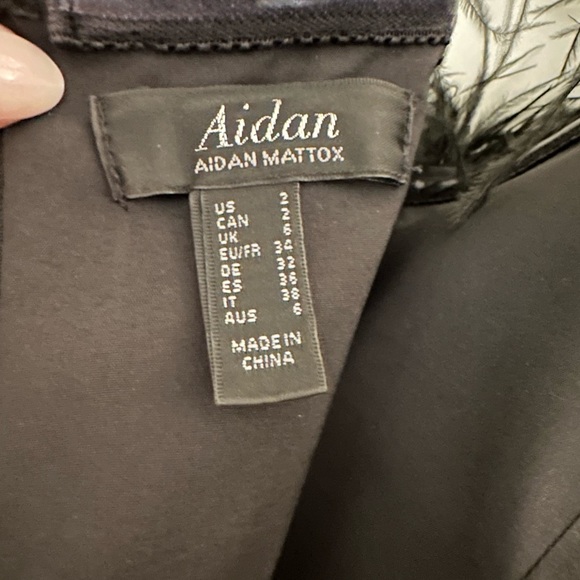 Aidan
AIDAN MATTOX
US 2
CAN 2
UK 6
EU/FR 34
DE 32
ES 36
IT 38
AUS 6
MADE IN
CHINA